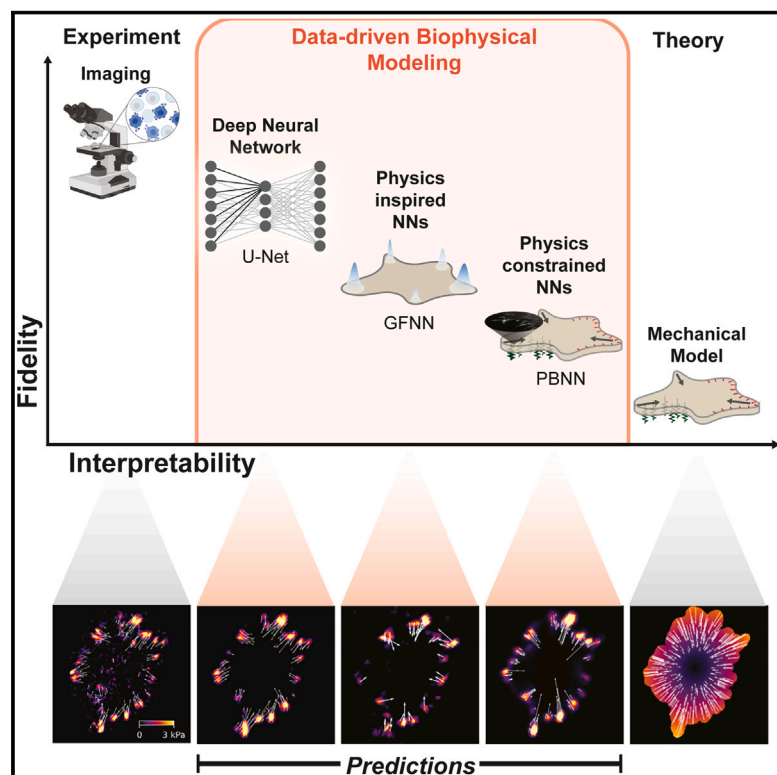 Experiment
Data-driven Biophysical
Modeling
Theory
Imaging
Deep Neural
Network
U-Net
Physics
inspired
NNs
GFNN
Physics
constrained
NNs
PBNN
Mechanical
Model
Fidelity
Interpretability
0 3 kPa
Predictions